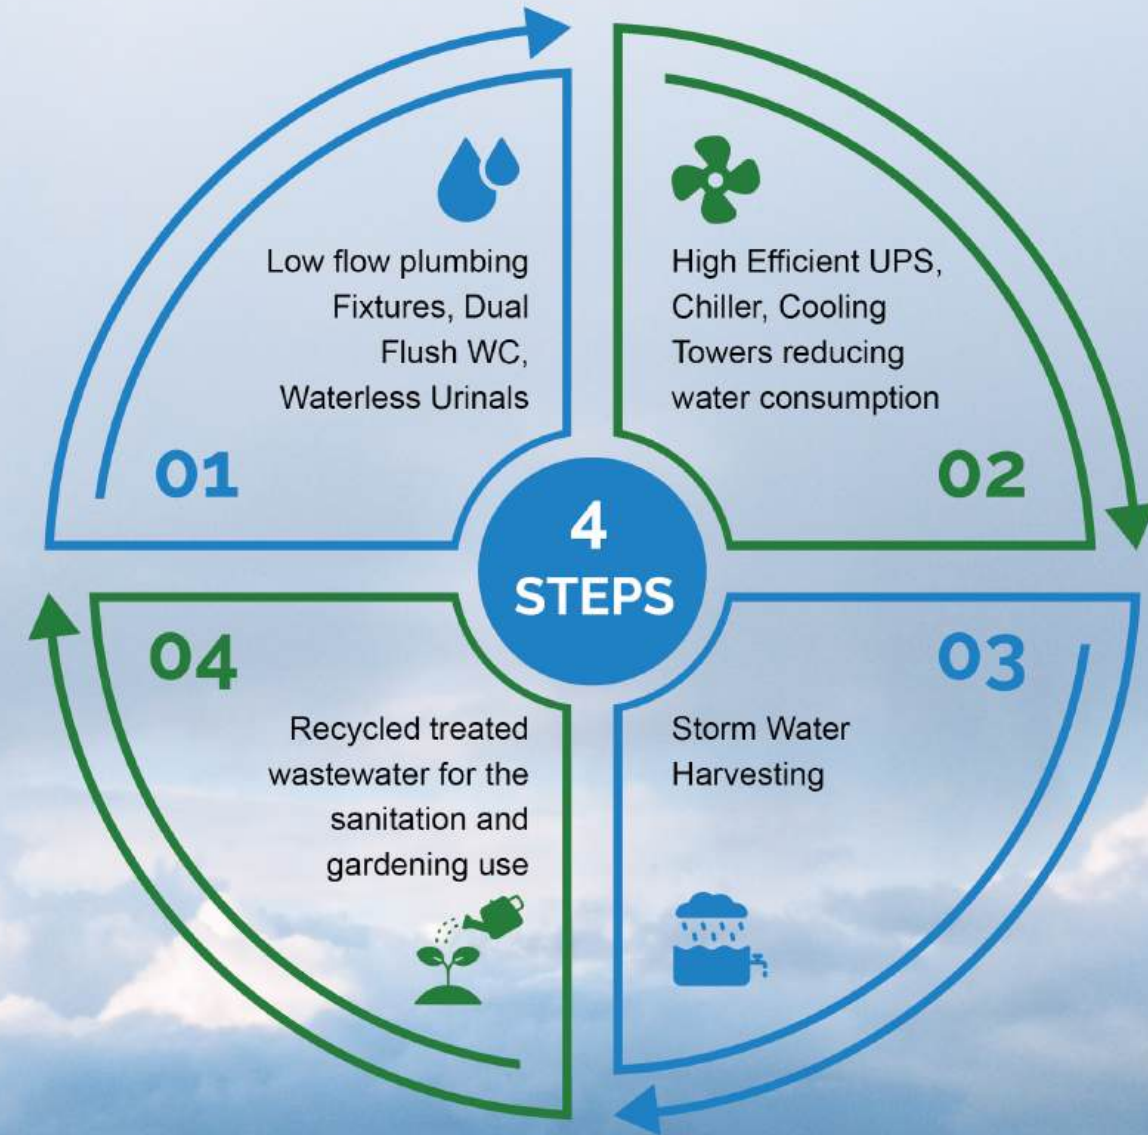 Low flow plumbing
Fixtures, Dual
Flush WC,
Waterless Urinals
01
High Efficient UPS,
Chiller, Cooling
Towers reducing
water consumption
02
4
STEPS
03
Storm Water
Harvesting
04
Recycled treated
wastewater for the
sanitation and
gardening use